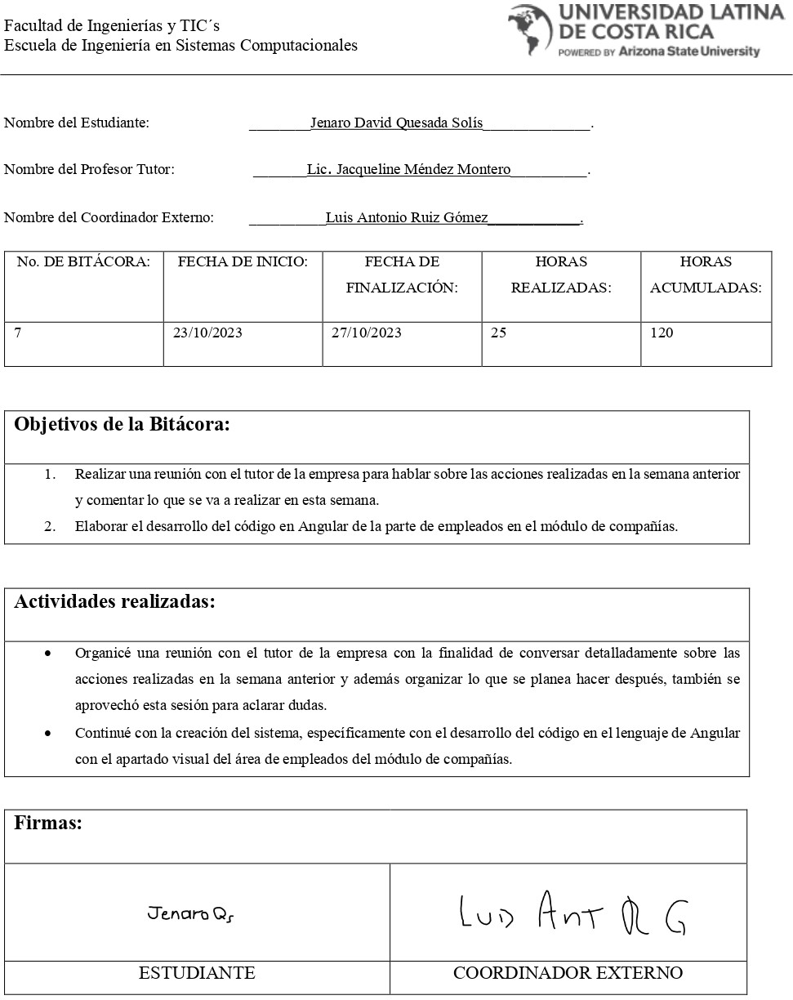 Facultad de Ingenierías y TIC´s
Escuela de Ingeniería en Sistemas Computacionales
UNIVERSIDAD LATINA
DE COSTA RICA
POWERED BY Arizona State University
Nombre del Estudiante: ________Jenaro David Quesada Solís______________.
Nombre del Profesor Tutor: _______Lic. Jacqueline Méndez Montero__________.
Nombre del Coordinador Externo: __________Luis Antonio Ruiz Gómez____________.
No. DE BITÁCORA: FECHA DE INICIO: FECHA DE HORAS HORAS
FINALIZACIÓN: REALIZADAS: ACUMULADAS:
7 23/10/2023 27/10/2023 25 120
Objetivos de la Bitácora:
1. Realizar una reunión con el tutor de la empresa para hablar sobre las acciones realizadas en la semana anterior
y comentar lo que se va a realizar en esta semana.
2. Elaborar el desarrollo del código en Angular de la parte de empleados en el módulo de compañías.
Actividades realizadas:
• Organicé una reunión con el tutor de la empresa con la finalidad de conversar detalladamente sobre las
acciones realizadas en la semana anterior y además organizar lo que se planea hacer después, también se
aprovechó esta sesión para aclarar dudas.
• Continué con la creación del sistema, específicamente con el desarrollo del código en el lenguaje de Angular
con el apartado visual del área de empleados del módulo de compañías.
Firmas:
Jenaro Qs
Luis Ant R G
ESTUDIANTE COORDINADOR EXTERNO